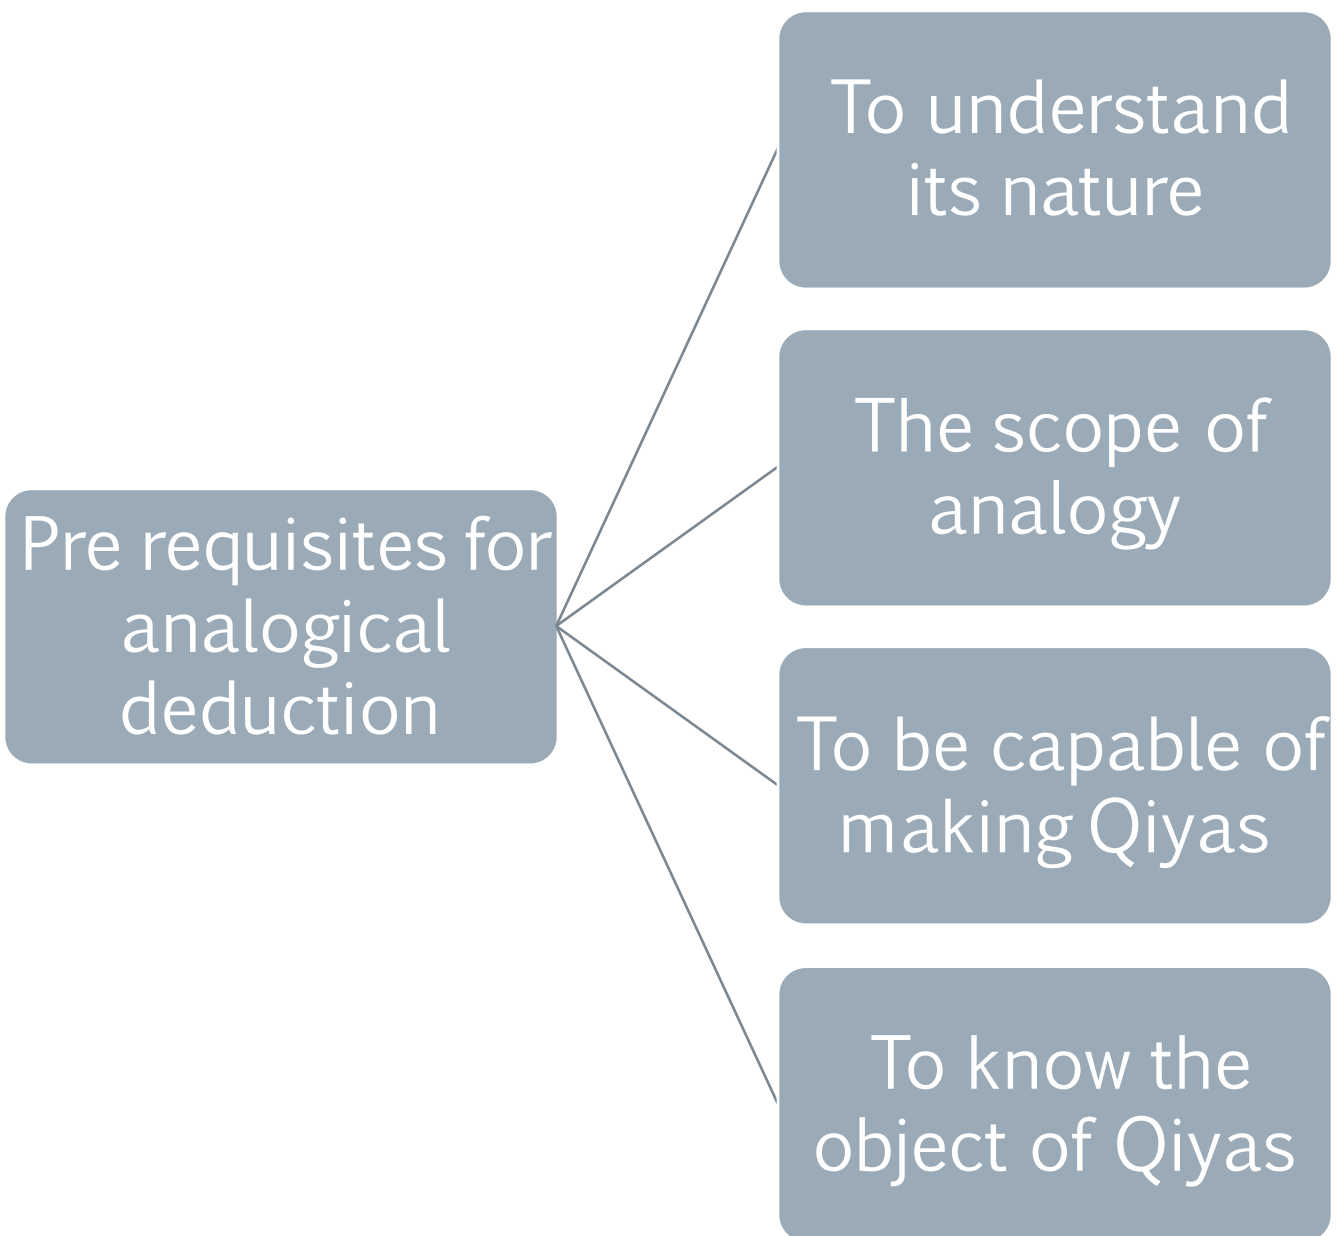 Pre requisites for
analogical
deduction
To understand
its nature
The scope of
analogy
To be capable of
making Qiyas
To know the
object of Qiyas